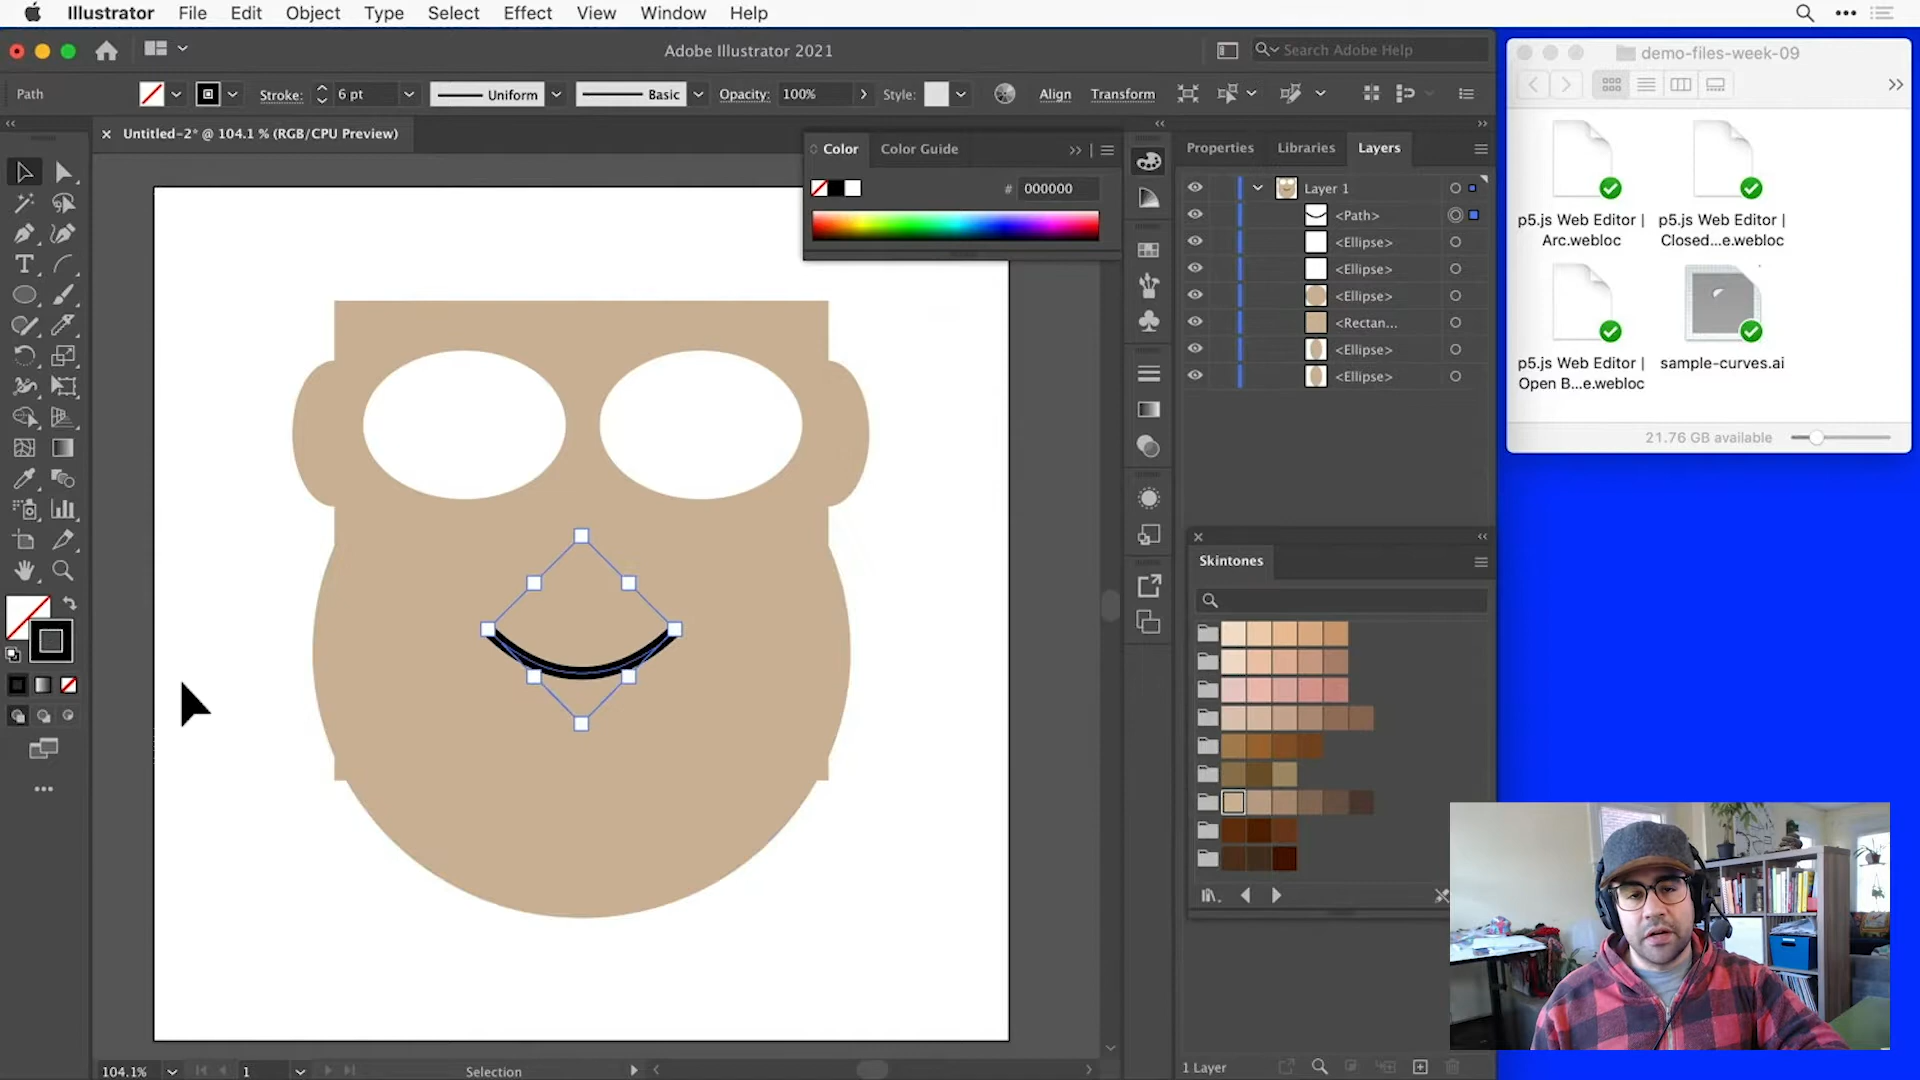 Illustrator File Edit Object Type Select Effect View Window Help
Adobe Illustrator 2021
Search Adobe Help
Path
Stroke:
6 pt
Uniform
Basic
Opacity:
100%
Style:
Align
Transform
× Untitled-2* @ 104.1 % (RGB/CPU Preview)
Color
Color Guide
# 000000
Properties
Libraries
Layers
Layer 1
<Path>
<Ellipse>
<Ellipse>
<Ellipse>
<Rectan...
<Ellipse>
<Ellipse>
Skintones
104.1%
1
Selection
1 Layer
demo-files-week-09
p5.js Web Editor |
Arc.webloc
p5.js Web Editor |
Closed...e.webloc
p5.js Web Editor |
Open B...e.webloc
sample-curves.ai
21.76 GB available